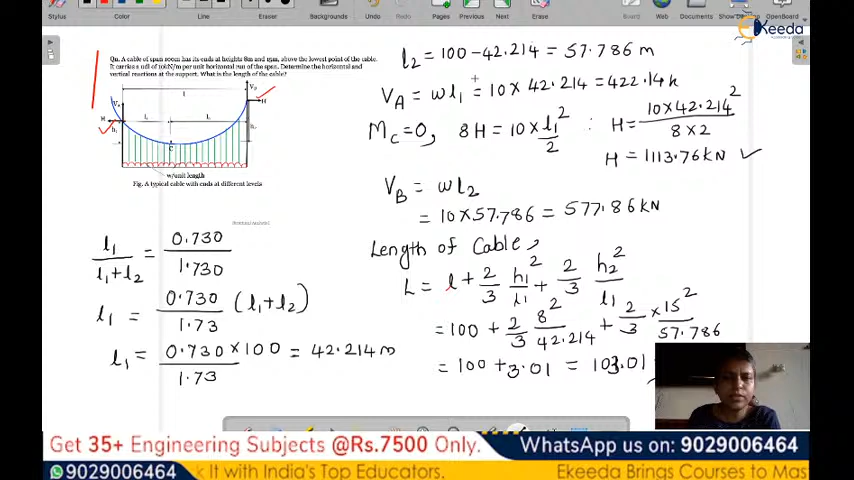 Style
Line
Eraser
Backgrounds
Undo
Redo
Pages
Previous
Next
Erase
Board
Web
Documents
Show Desktop
OpenBoard
Ekeeda
Qn. A cable of span 100m has its ends at heights 8m and 15m, above the lowest point of the cable.
It carries a udl of 10kN/m per unit horizontal run of the span. Determine the horizontal and
vertical reactions at the support. What is the length of the cable?
w/unit length
Fig. A typical cable with ends at different levels
l1/(l1+l2) = 0.730/1.730
l1 = 0.730/1.73 (l1+l2)
l1 = 0.730×100/1.73 = 42.214 m
l2 = 100 - 42.214 = 57.786 m
VA = wl1 = 10 × 42.214 = 422.14 k
Mc = 0, 8H = 10 × l1²/2 : H = 10×42.214²/8×2
H = 1113.76 kN ✓
VB = wl2
= 10×57.786 = 577.86 kN
Length of Cable,
L = l + 2/3 h1²/l1 + 2/3 h2²/l1
= 100 + 2/3 8²/42.214 + 2/3 × 15²/57.786
= 100 + 3.01 = 103.01
Get 35+ Engineering Subjects @Rs.7500 Only.
WhatsApp us on: 9029006464
9029006464
k It with India's Top Educators.
Ekeeda Brings Courses to Mas